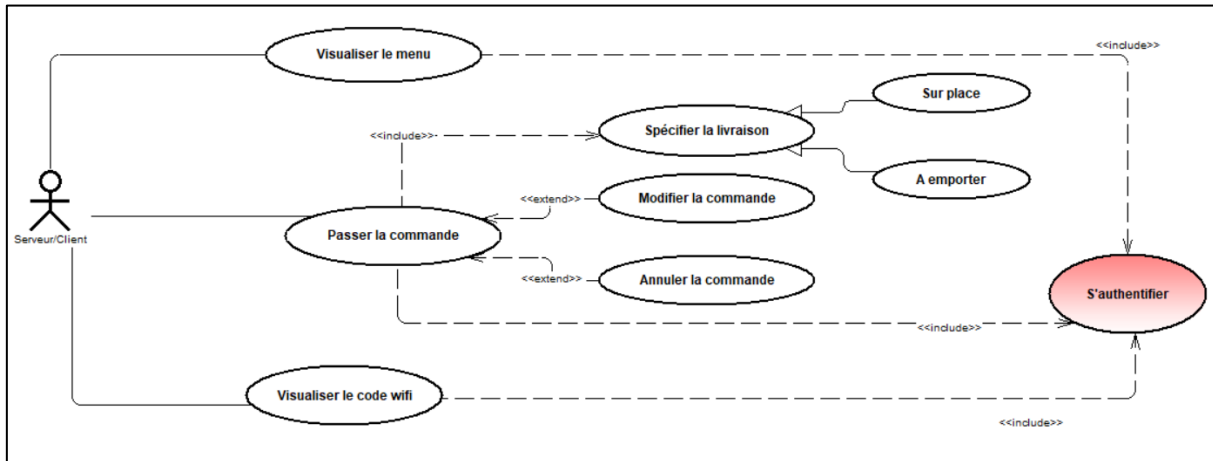 Visualiser le menu
<<include>>
Sur place
Spécifier la livraison
<<include>>
A emporter
<<extend>>
Modifier la commande
Passer la commande
Serveur/Client
<<extend>>
Annuler la commande
S'authentifier
<<include>>
Visualiser le code wifi
<<include>>